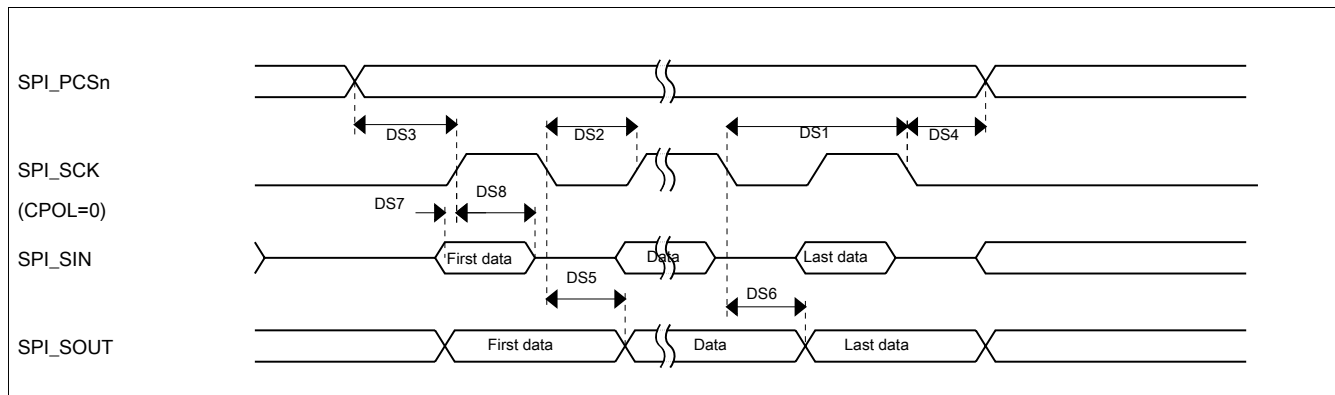 SPI_PCSn
DS3
DS2
DS1
DS4
SPI_SCK
(CPOL=0)
DS7
DS8
SPI_SIN
First data
Data
Last data
DS5
DS6
SPI_SOUT
First data
Data
Last data